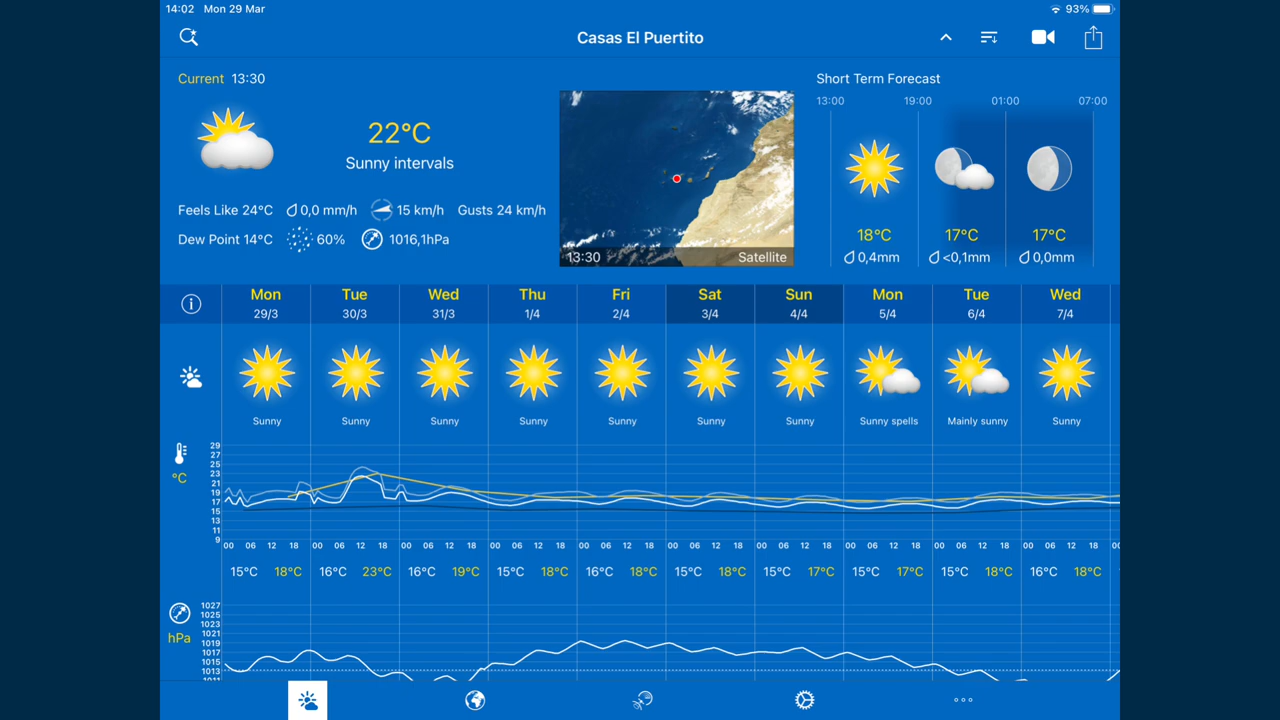 14:02 Mon 29 Mar 93%
Casas El Puertito
Current 13:30
22°C
Sunny intervals
Feels Like 24°C 0,0 mm/h 15 km/h Gusts 24 km/h
Dew Point 14°C 60% 1016,1hPa
13:30 Satellite
Short Term Forecast
13:00 19:00 01:00 07:00
18°C 17°C 17°C
0,4mm <0,1mm 0,0mm
Mon Tue Wed Thu Fri Sat Sun Mon Tue Wed
29/3 30/3 31/3 1/4 2/4 3/4 4/4 5/4 6/4 7/4
Sunny Sunny Sunny Sunny Sunny Sunny Sunny Sunny spells Mainly sunny Sunny
°C
29
27
25
23
21
19
17
15
13
11
9
00 06 12 18 00 06 12 18 00 06 12 18 00 06 12 18 00 06 12 18 00 06 12 18 00 06 12 18 00 06 12 18 00 06 12 18 00 06 12 18 00
15°C 18°C 16°C 23°C 16°C 19°C 15°C 18°C 16°C 18°C 15°C 18°C 15°C 17°C 15°C 17°C 15°C 18°C 16°C 18°C
hPa
1027
1025
1023
1021
1019
1017
1015
1013
1011